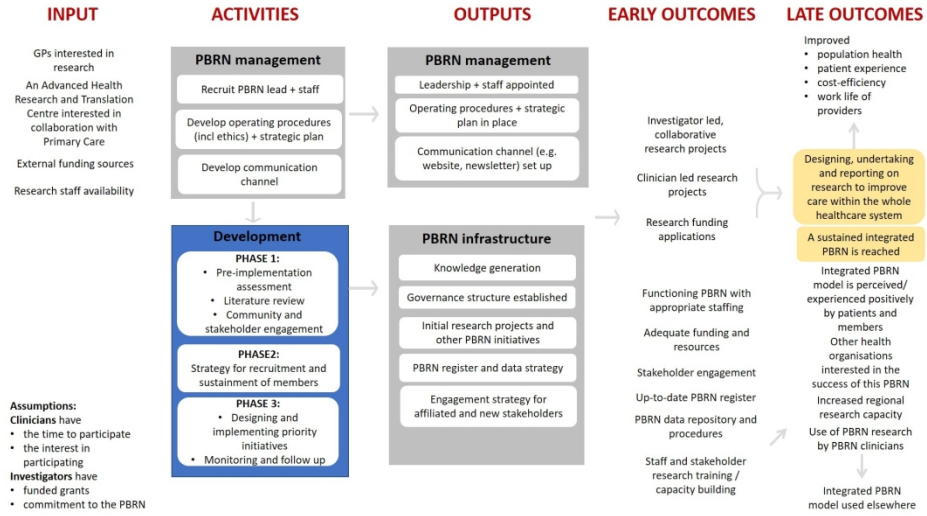 INPUT
GPs interested in
research
An Advanced Health
Research and Translation
Centre interested in
collaboration with
Primary Care
External funding sources
Research staff availability
Assumptions:
Clinicians have
• the time to participate
• the interest in
participating
Investigators have
• funded grants
• commitment to the PBRN
ACTIVITIES
PBRN management
Recruit PBRN lead + staff
Develop operating procedures
(incl ethics) + strategic plan
Develop communication
channel
Development
PHASE 1:
• Pre-implementation
assessment
• Literature review
• Community and
stakeholder engagement
PHASE2:
Strategy for recruitment and
sustainment of members
PHASE 3:
• Designing and
implementing priority
initiatives
• Monitoring and follow up
OUTPUTS
PBRN management
Leadership + staff appointed
Operating procedures + strategic
plan in place
Communication channel (e.g.
website, newsletter) set up
PBRN infrastructure
Knowledge generation
Governance structure established
Initial research projects and
other PBRN initiatives
PBRN register and data strategy
Engagement strategy for
affiliated and new stakeholders
EARLY OUTCOMES
Investigator led,
collaborative
research projects
Clinician led research
projects
Research funding
applications
Functioning PBRN with
appropriate staffing
Adequate funding and
resources
Stakeholder engagement
Up-to-date PBRN register
PBRN data repository and
procedures
Staff and stakeholder
research training /
capacity building
LATE OUTCOMES
Improved
• population health
• patient experience
• cost-efficiency
• work life of
providers
Designing, undertaking
and reporting on
research to improve
care within the whole
healthcare system
A sustained integrated
PBRN is reached
Integrated PBRN
model is perceived/
experienced positively
by patients and
members
Other health
organisations
interested in the
success of this PBRN
Increased regional
research capacity
Use of PBRN research
by PBRN clinicians
Integrated PBRN
model used elsewhere